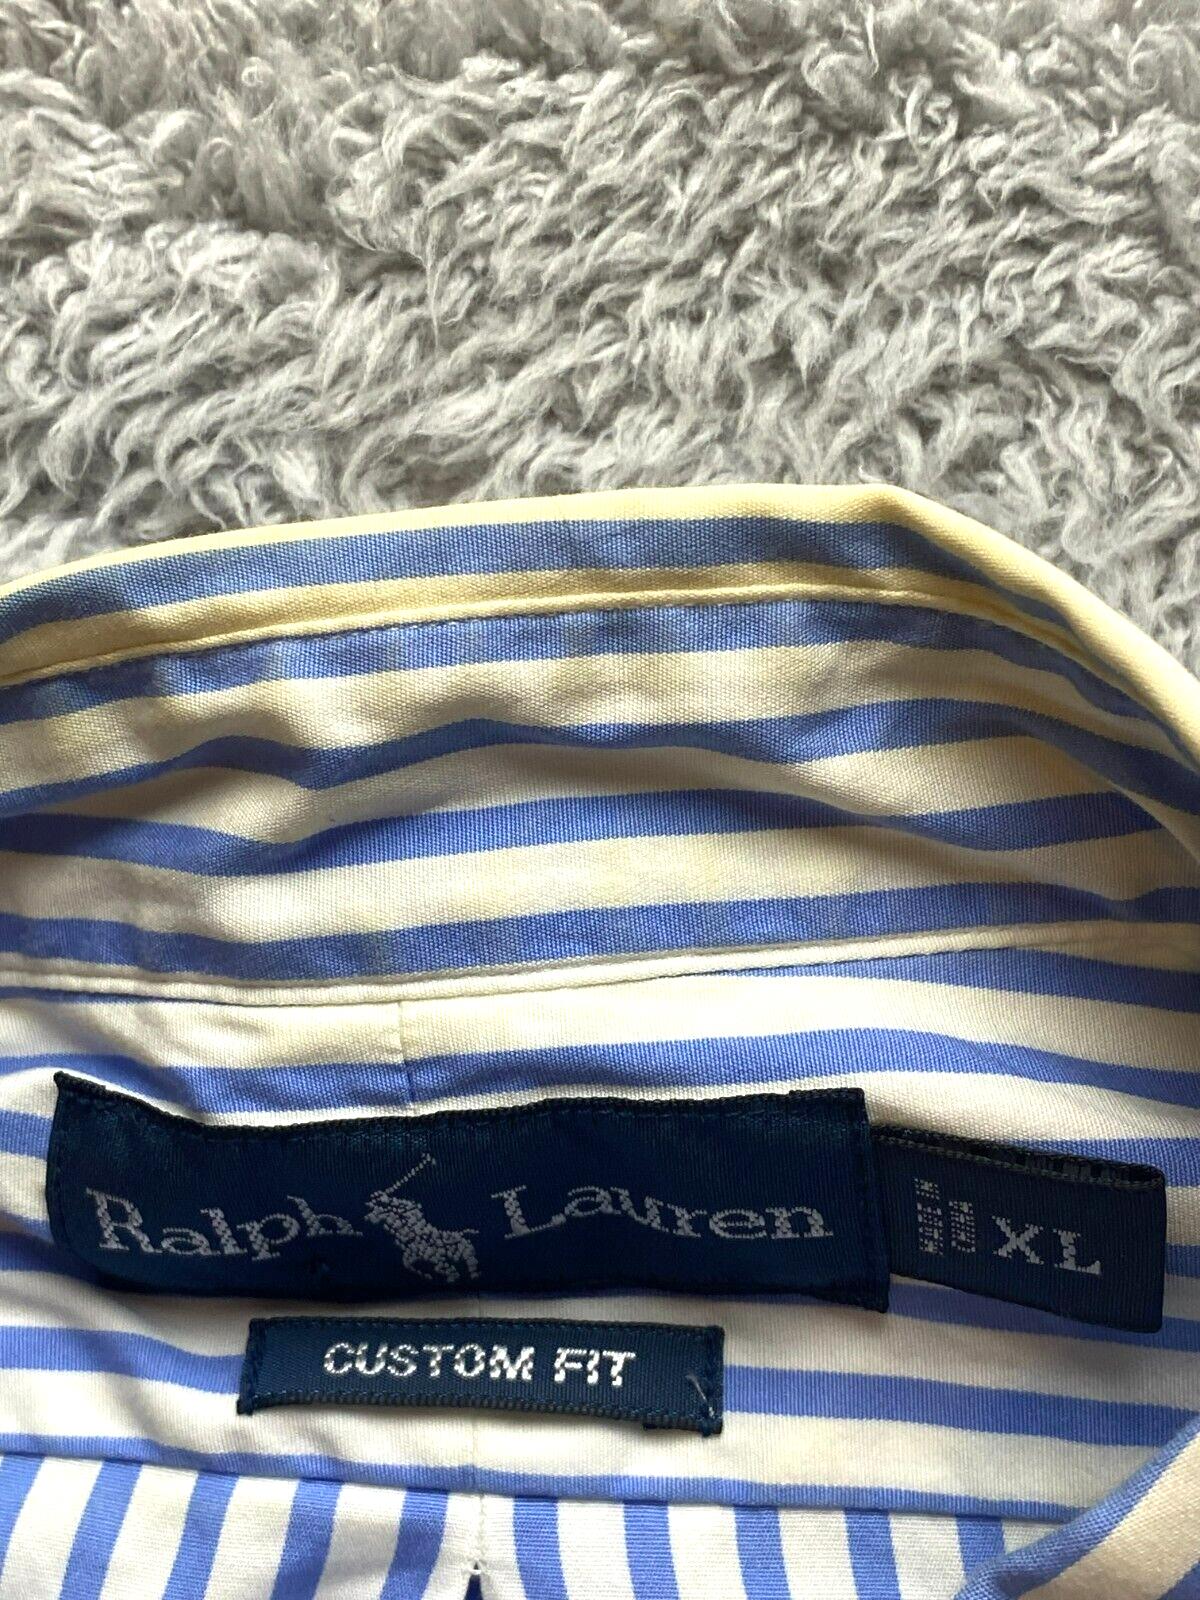 Ralph Lauren
XL
CUSTOM FIT